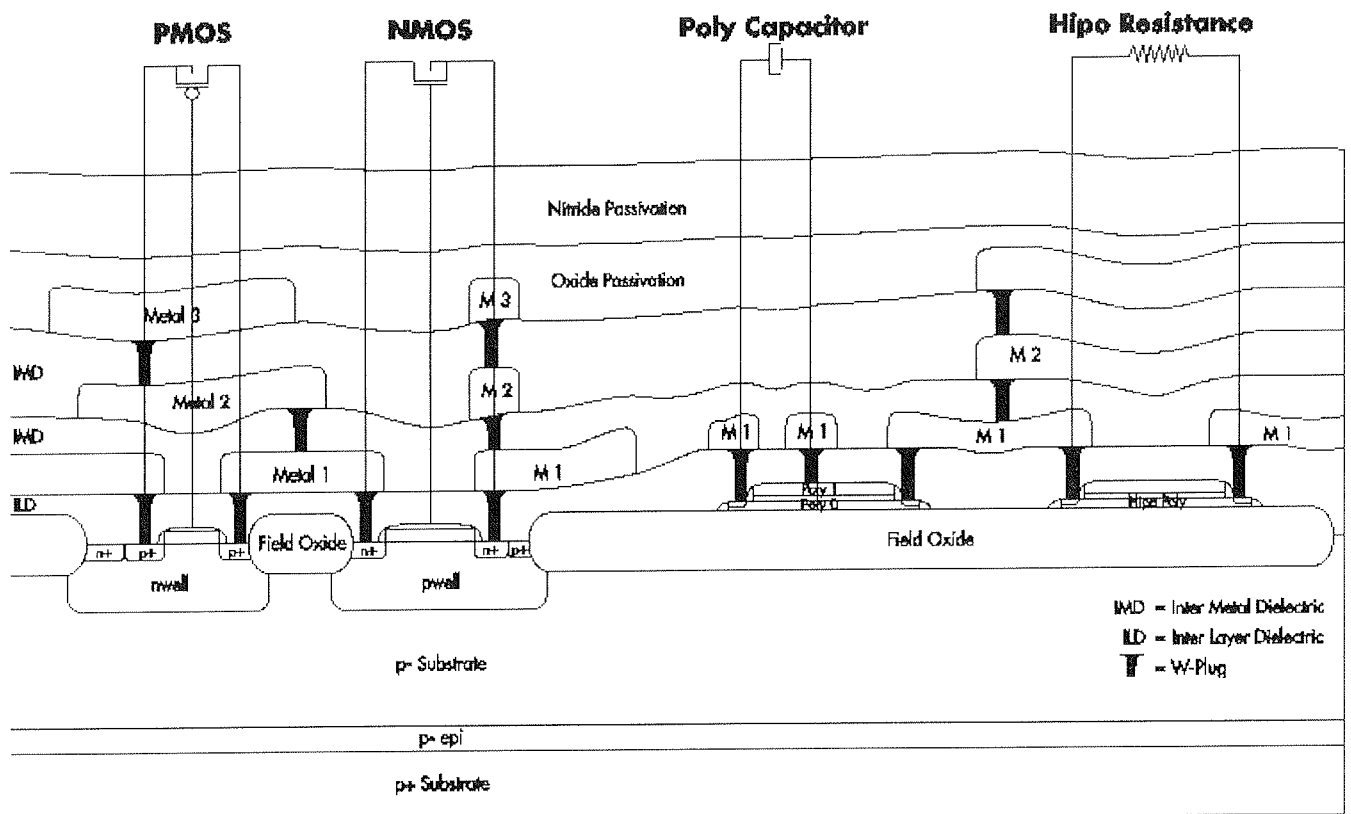 PMOS NMOS Poly Capacitor Hipo Resistance
Nitride Passivation
Oxide Passivation
Metal 3 M 3
IMD M 2
Metal 2 M 2
IMD M 1 M 1 M 1 M 1
Metal 1 M 1
ILD Poly 1
Poly 0 Hipo Poly
Field Oxide Field Oxide
n+ p+ p+ n+ n+ p+
nwell pwell
IMD = Inter Metal Dielectric
ILD = Inter Layer Dielectric
= W-Plug
p- Substrate
p- epi
p+ Substrate